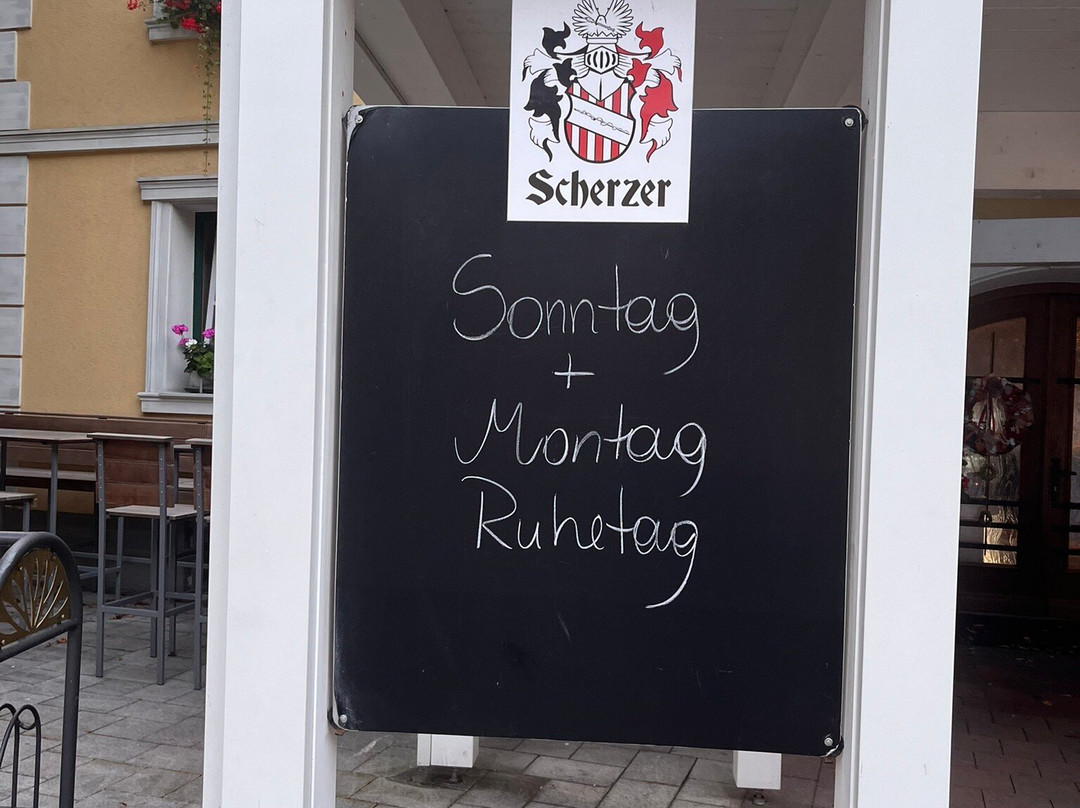 Scherzer
Sonntag
+
Montag
Ruhetag